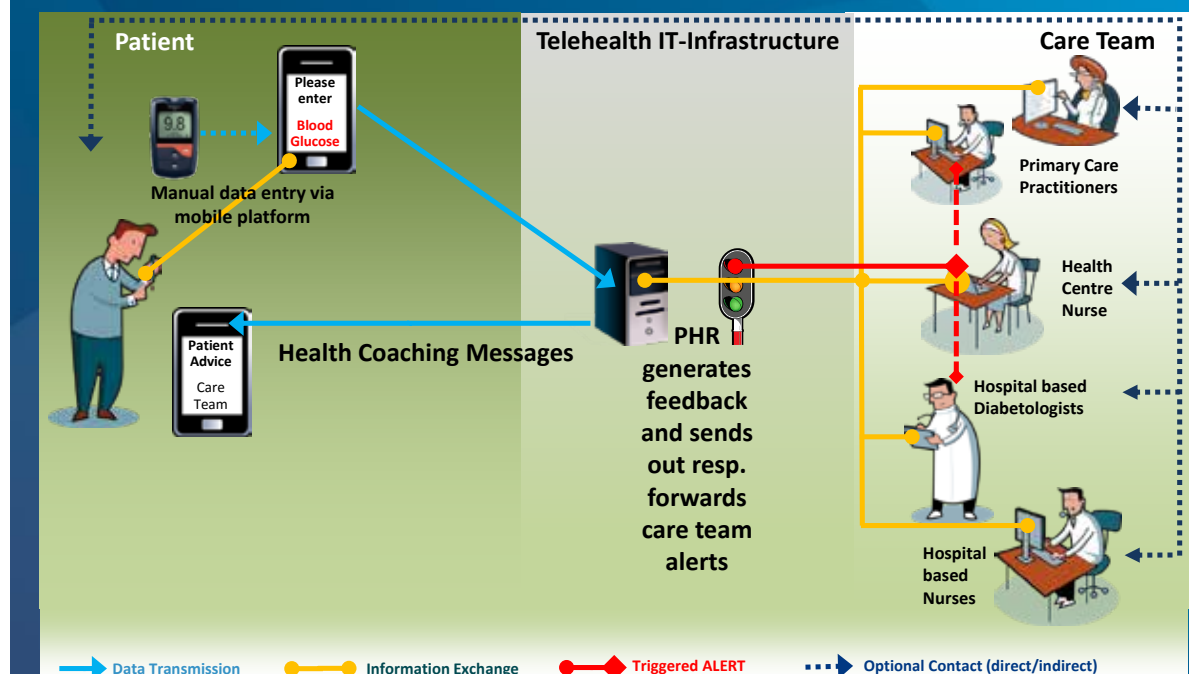 Patient
Telehealth IT-Infrastructure
Care Team
Please
enter
Blood
Glucose
9.8
Manual data entry via
mobile platform
Primary Care
Practitioners
Health
Centre
Nurse
Patient
Advice
Care
Team
Health Coaching Messages
PHR
generates
feedback
and sends
out resp.
forwards
care team
alerts
Hospital based
Diabetologists
Hospital
based
Nurses
Data Transmission
Information Exchange
Triggered ALERT
Optional Contact (direct/indirect)